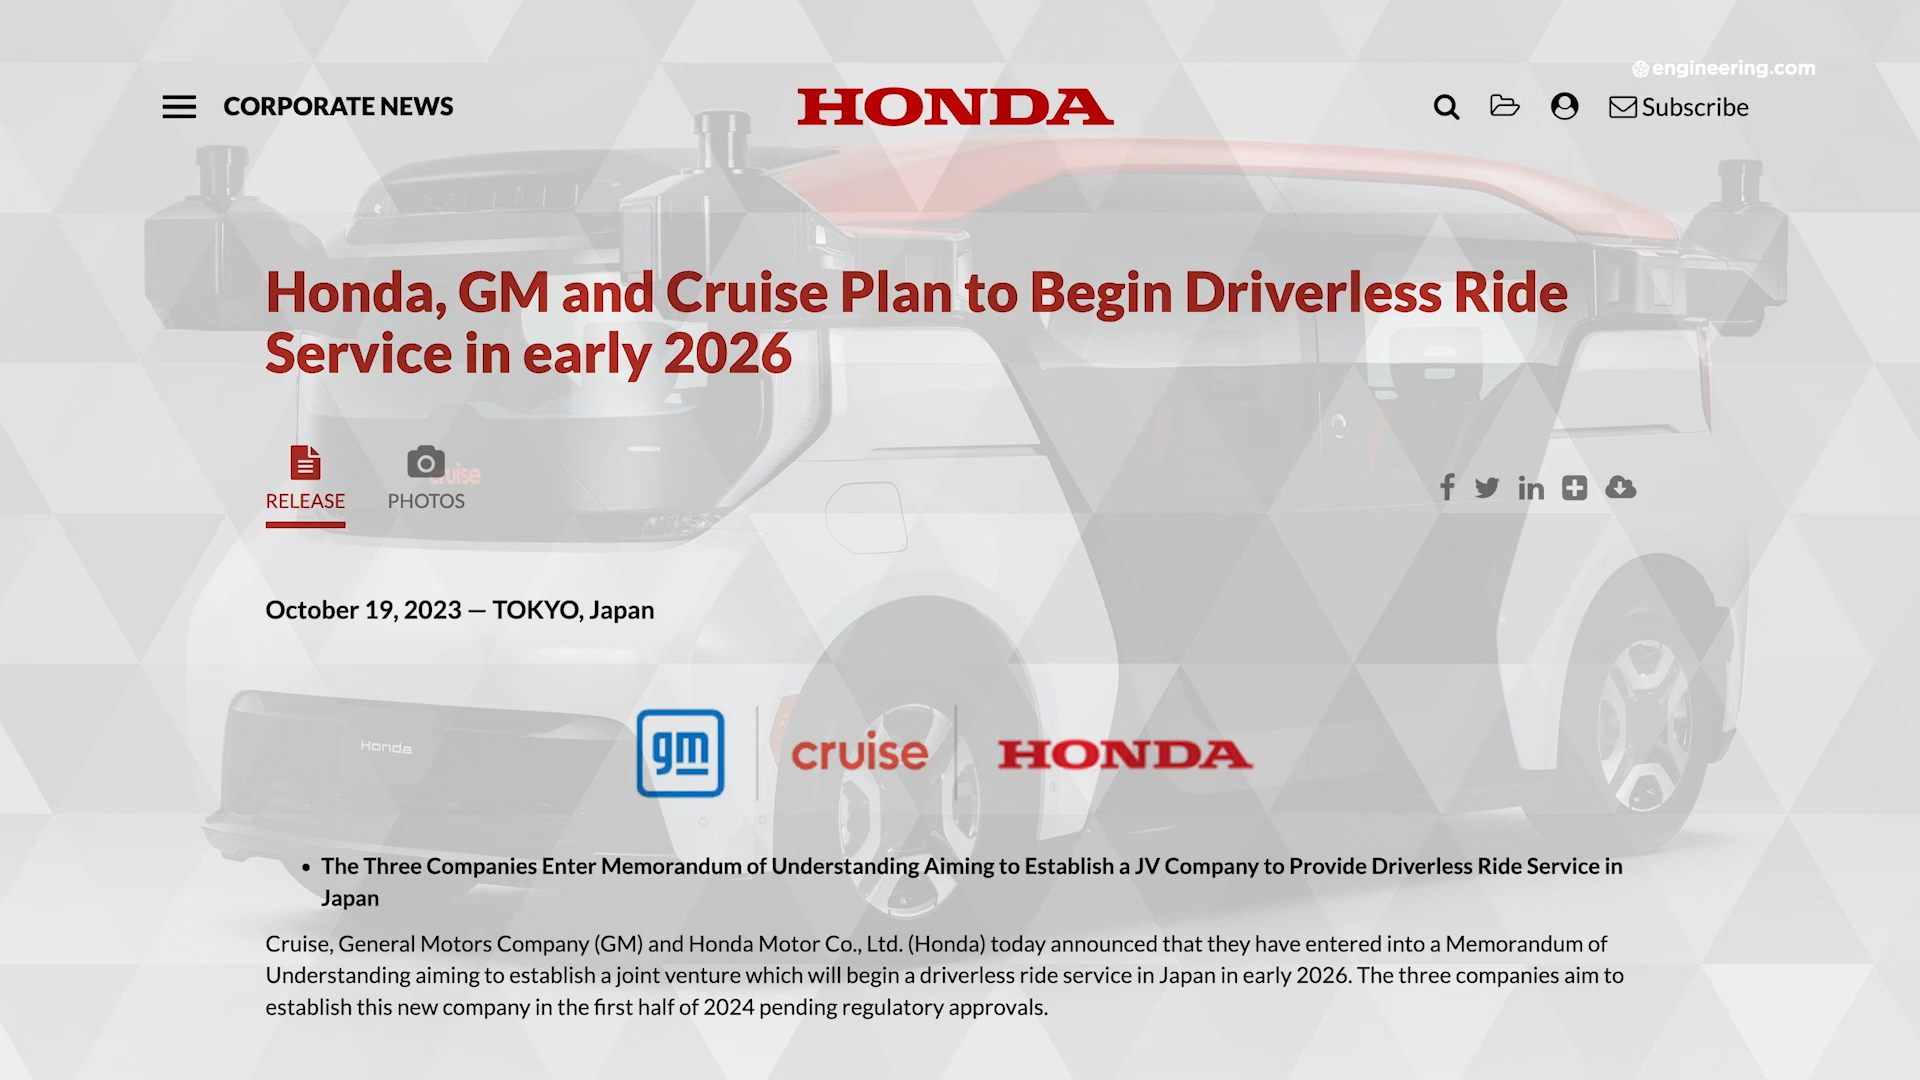 engineering.com
CORPORATE NEWS
HONDA
Subscribe
Honda, GM and Cruise Plan to Begin Driverless Ride
Service in early 2026
cruise
RELEASE
PHOTOS
October 19, 2023 — TOKYO, Japan
Honda
gm
cruise
HONDA
• The Three Companies Enter Memorandum of Understanding Aiming to Establish a JV Company to Provide Driverless Ride Service in
Japan
Cruise, General Motors Company (GM) and Honda Motor Co., Ltd. (Honda) today announced that they have entered into a Memorandum of
Understanding aiming to establish a joint venture which will begin a driverless ride service in Japan in early 2026. The three companies aim to
establish this new company in the first half of 2024 pending regulatory approvals.